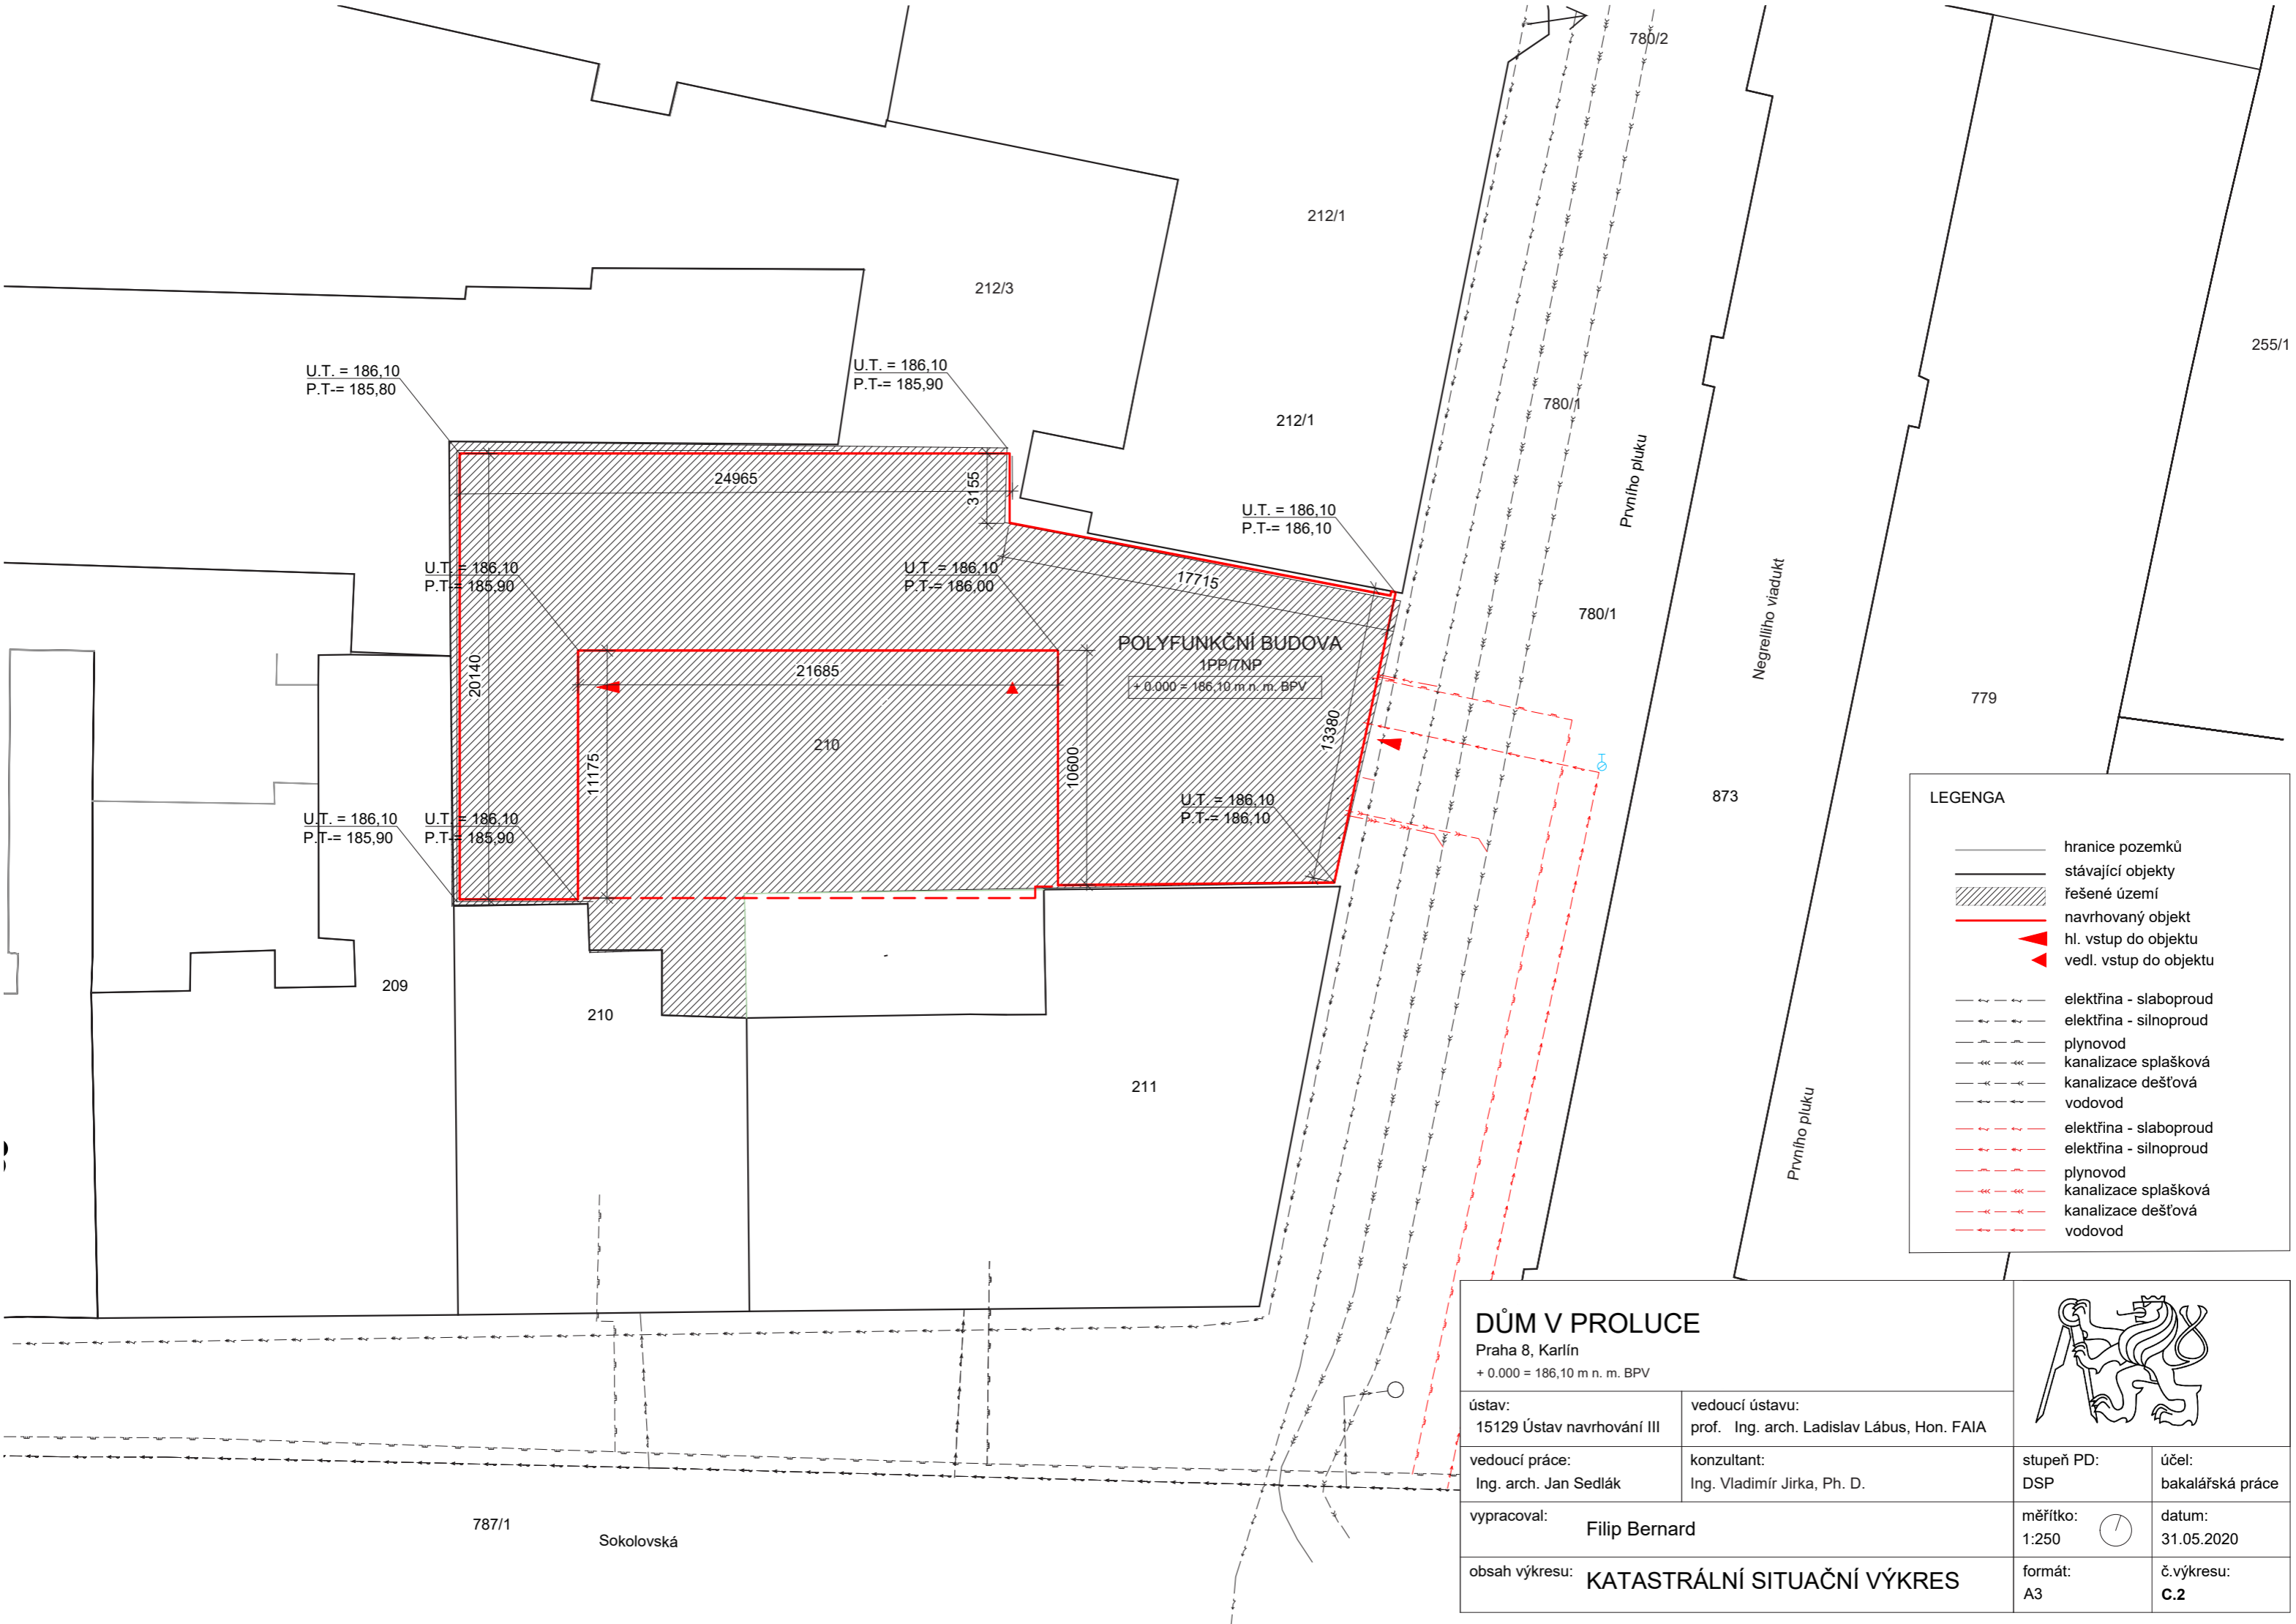 780/2
212/1
212/3
255/1
U.T. = 186,10
P.T-= 185,80
U.T. = 186,10
P.T-= 185,90
780/1
212/1
Prvního pluku
24965
3155
U.T. = 186,10
P.T-= 186,10
U.T. = 186,10
P.T-= 185,90
U.T. = 186,10
P.T-= 186,00
17715
780/1
Negrelliho viadukt
POLYFUNKČNÍ BUDOVA
1PP/7NP
+ 0.000 = 186,10 m n. m. BPV
20140
21685
779
13380
210
11175
10600
873
U.T. = 186,10
P.T-= 185,90
U.T. = 186,10
P.T-= 185,90
U.T. = 186,10
P.T-= 186,10
209
210
211
Prvního pluku
787/1
Sokolovská
LEGENGA
hranice pozemků
stávající objekty
řešené území
navrhovaný objekt
hl. vstup do objektu
vedl. vstup do objektu
elektřina - slaboproud
elektřina - silnoproud
plynovod
kanalizace splašková
kanalizace dešťová
vodovod
elektřina - slaboproud
elektřina - silnoproud
plynovod
kanalizace splašková
kanalizace dešťová
vodovod
DŮM V PROLUCE
Praha 8, Karlín
+ 0.000 = 186,10 m n. m. BPV
ústav:
15129 Ústav navrhování III
vedoucí ústavu:
prof. Ing. arch. Ladislav Lábus, Hon. FAIA
vedoucí práce:
Ing. arch. Jan Sedlák
konzultant:
Ing. Vladimír Jirka, Ph. D.
stupeň PD:
DSP
účel:
bakalářská práce
vypracoval:
Filip Bernard
měřítko:
1:250
datum:
31.05.2020
obsah výkresu:
KATASTRÁLNÍ SITUAČNÍ VÝKRES
formát:
A3
č.výkresu:
C.2